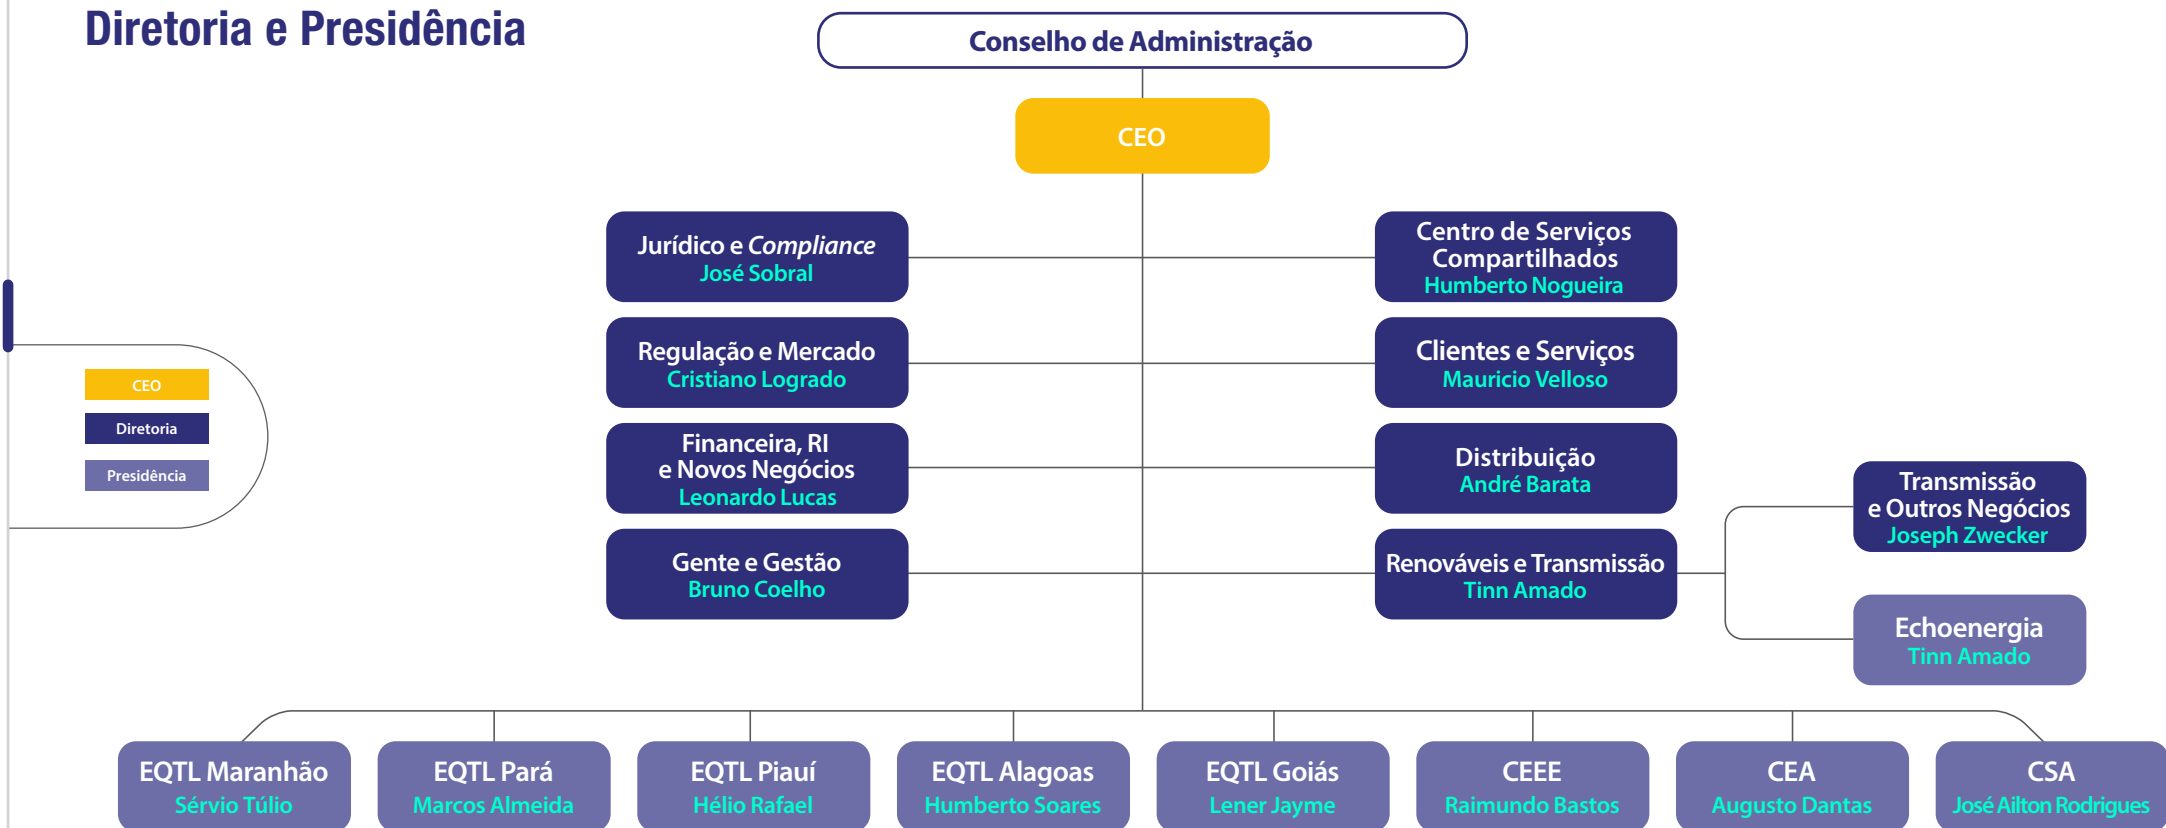 Diretoria e Presidência
Conselho de Administração
CEO
Jurídico e Compliance
José Sobral
Centro de Serviços
Compartilhados
Humberto Nogueira
Regulação e Mercado
Cristiano Logrado
Clientes e Serviços
Mauricio Velloso
CEO
Diretoria
Presidência
Financeira, RI
e Novos Negócios
Leonardo Lucas
Distribuição
André Barata
Transmissão
e Outros Negócios
Joseph Zwecker
Gente e Gestão
Bruno Coelho
Renováveis e Transmissão
Tinn Amado
Echoenergia
Tinn Amado
EQTL Maranhão
Sérvio Túlio
EQTL Pará
Marcos Almeida
EQTL Piauí
Hélio Rafael
EQTL Alagoas
Humberto Soares
EQTL Goiás
Lener Jayme
CEEE
Raimundo Bastos
CEA
Augusto Dantas
CSA
José Ailton Rodrigues